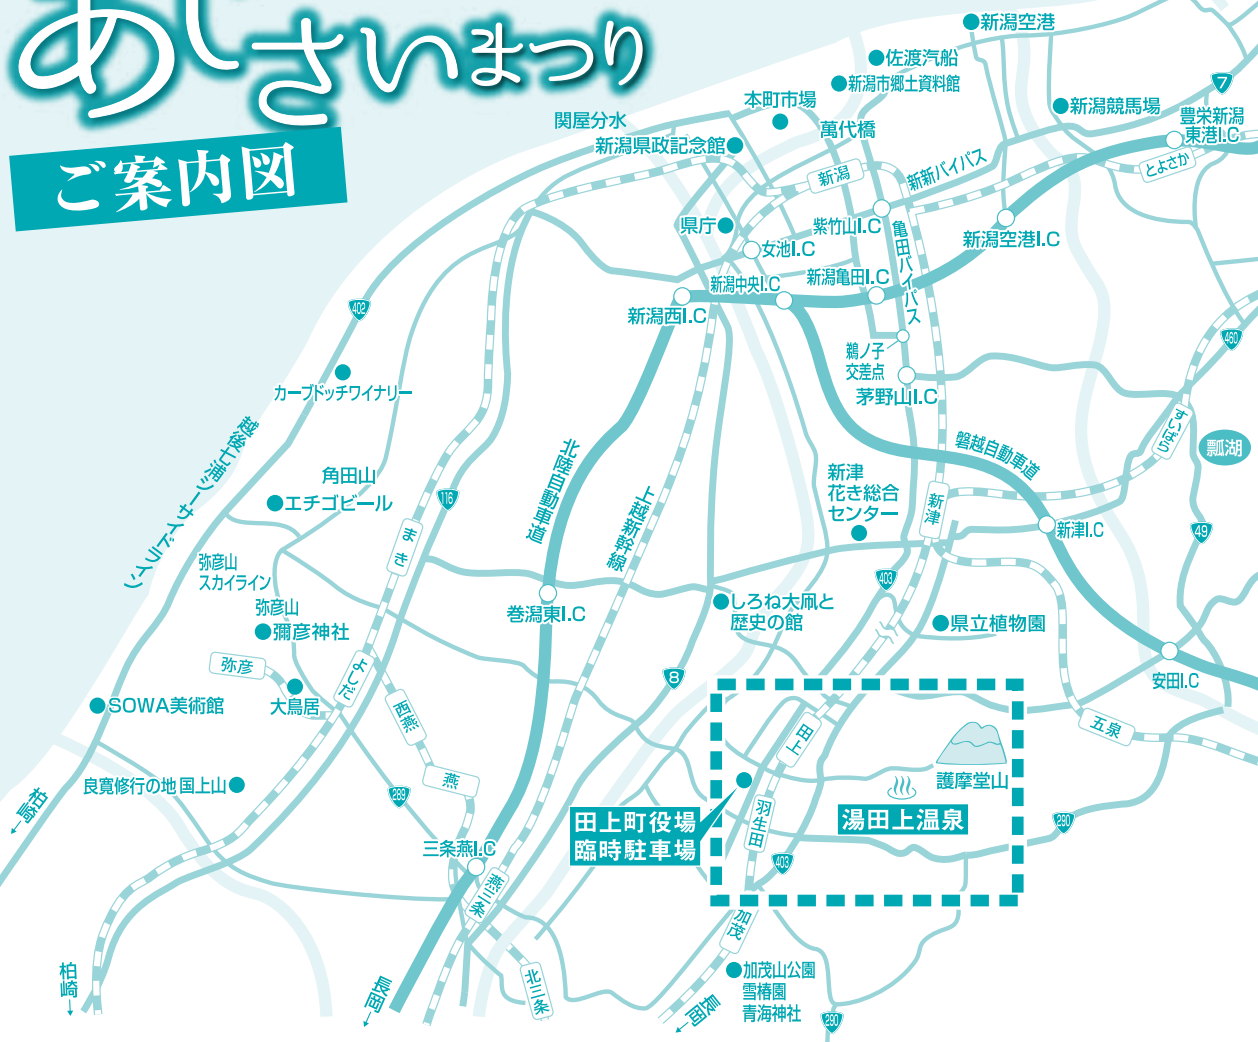 あじさいまつり
ご案内図
新潟空港
佐渡汽船
新潟市郷土資料館
7
新潟競馬場
本町市場
豊栄新潟
東港I.C
関屋分水
萬代橋
新潟県政記念館
新潟
新新バイパス
とよさか
県庁
紫竹山I.C
女池I.C
亀田バイパス
新潟空港I.C
新潟中央I.C
新潟亀田I.C
402
新潟西I.C
460
鵜ノ子
交差点
カーブドッチワイナリー
茅野山I.C
越後七浦シーサイドライン
すいばら
瓢湖
北陸自動車道
磐越自動車道
角田山
エチゴビール
116
上越新幹線
新津
花き総合
センター
新津
まき
新津I.C
49
弥彦山
スカイライン
403
弥彦山
彌彦神社
巻潟東I.C
しろね大凧と
歴史の館
県立植物園
弥彦
よしだ
8
安田I.C
SOWA美術館
大鳥居
西燕
田上
五泉
護摩堂山
良寛修行の地 国上山
燕
289
柏崎
田上町役場
臨時駐車場
羽生田
湯田上温泉
290
三条燕I.C
403
燕三条
加茂
柏崎
長岡
北三条
長岡
加茂山公園
雪椿園
青海神社
290